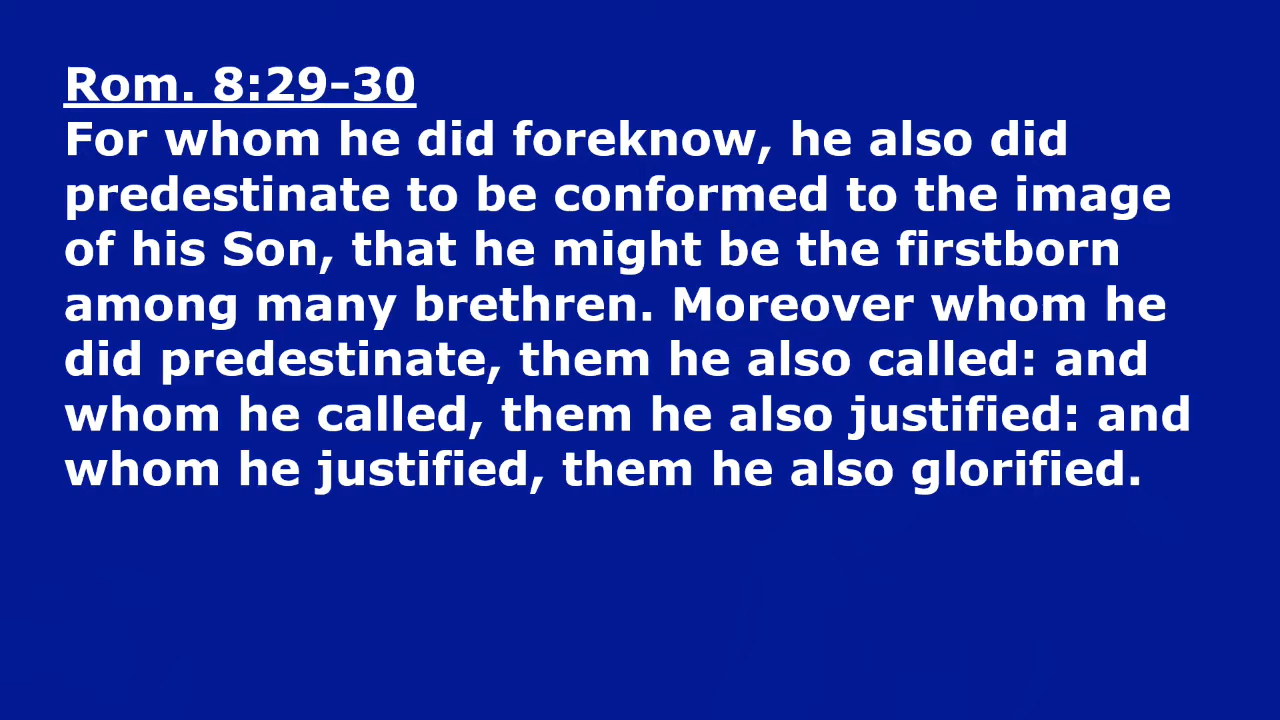 Rom. 8:29-30
For whom he did foreknow, he also did
predestinate to be conformed to the image
of his Son, that he might be the firstborn
among many brethren. Moreover whom he
did predestinate, them he also called: and
whom he called, them he also justified: and
whom he justified, them he also glorified.